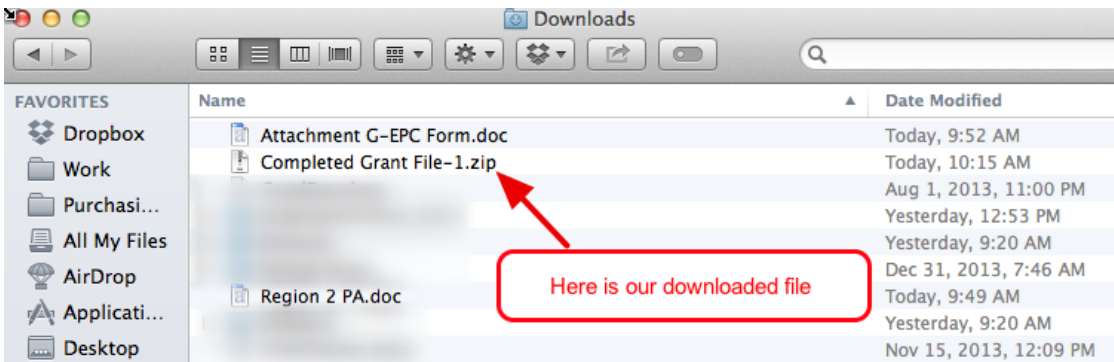 Downloads
FAVORITES
Name
Date Modified
Dropbox
Attachment G-EPC Form.doc
Today, 9:52 AM
Work
Completed Grant File-1.zip
Today, 10:15 AM
Aug 1, 2013, 11:00 PM
Purchasi...
Yesterday, 12:53 PM
All My Files
Yesterday, 9:20 AM
AirDrop
Dec 31, 2013, 7:46 AM
Here is our downloaded file
Region 2 PA.doc
Today, 9:49 AM
Applicati...
Yesterday, 9:20 AM
Desktop
Nov 15, 2013, 12:09 PM